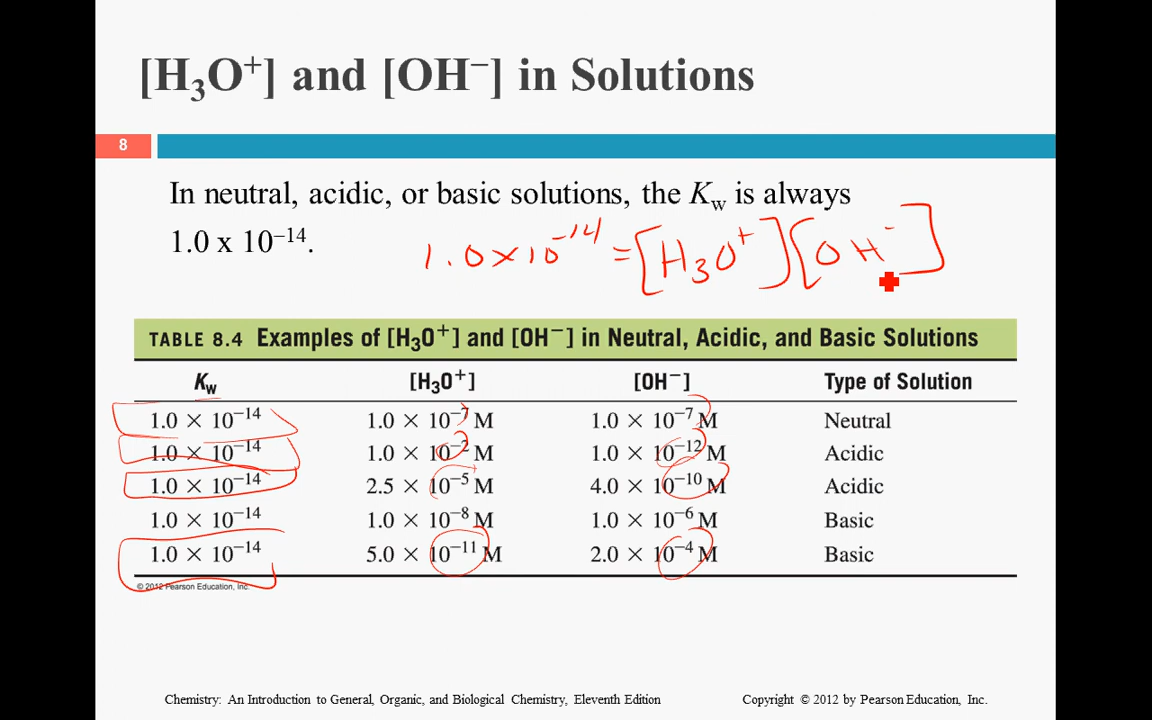 [H₃O⁺] and [OH⁻] in Solutions
8
In neutral, acidic, or basic solutions, the Kw is always
1.0 x 10⁻¹⁴.
1.0×10⁻¹⁴ = [H₃O⁺][OH⁻]
TABLE 8.4 Examples of [H₃O⁺] and [OH⁻] in Neutral, Acidic, and Basic Solutions
Kw [H₃O⁺] [OH⁻] Type of Solution
1.0 × 10⁻¹⁴ 1.0 × 10⁻⁷ M 1.0 × 10⁻⁷ M Neutral
1.0 × 10⁻¹⁴ 1.0 × 10⁻² M 1.0 × 10⁻¹² M Acidic
1.0 × 10⁻¹⁴ 2.5 × 10⁻⁵ M 4.0 × 10⁻¹⁰ M Acidic
1.0 × 10⁻¹⁴ 1.0 × 10⁻⁸ M 1.0 × 10⁻⁶ M Basic
1.0 × 10⁻¹⁴ 5.0 × 10⁻¹¹ M 2.0 × 10⁻⁴ M Basic
© 2012 Pearson Education, Inc.
Chemistry: An Introduction to General, Organic, and Biological Chemistry, Eleventh Edition Copyright © 2012 by Pearson Education, Inc.